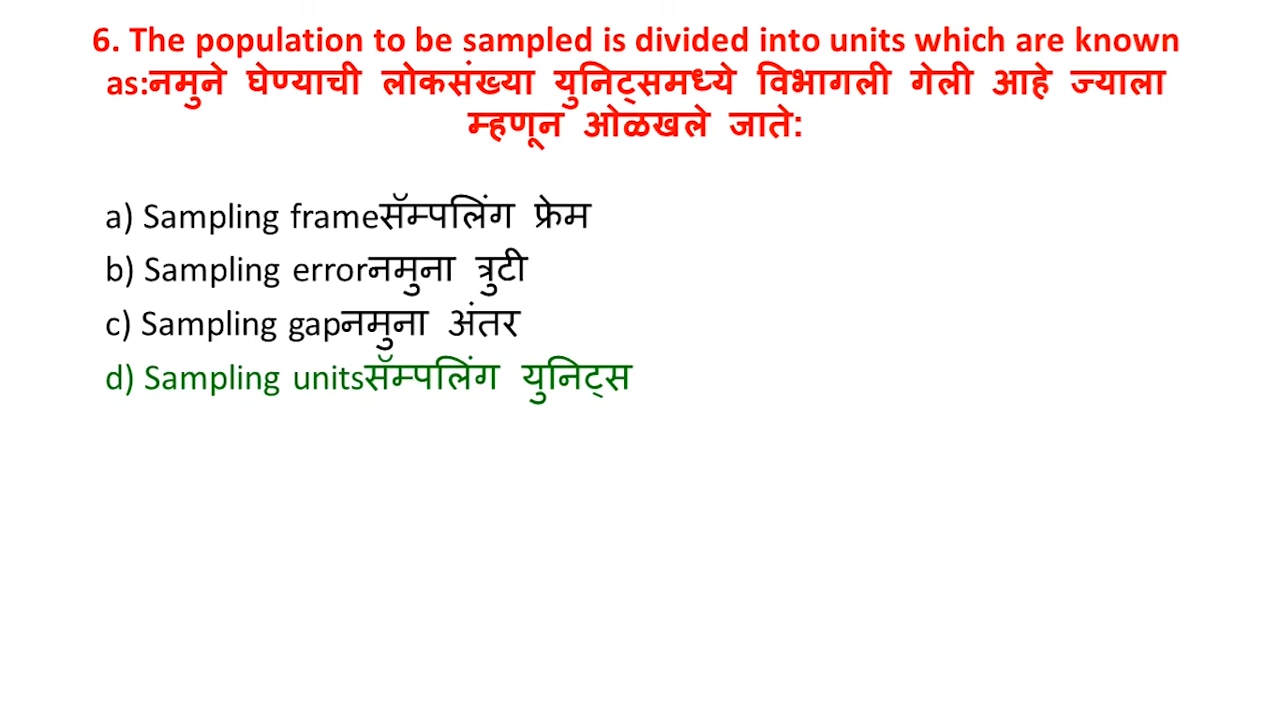 6. The population to be sampled is divided into units which are known
as:नमुने घेण्याची लोकसंख्या युनिट्समध्ये विभागली गेली आहे ज्याला
म्हणून ओळखले जाते:
a) Sampling frameसॅम्पलिंग फ्रेम
b) Sampling errorनमुना त्रुटी
c) Sampling gapनमुना अंतर
d) Sampling unitsसॅम्पलिंग युनिट्स